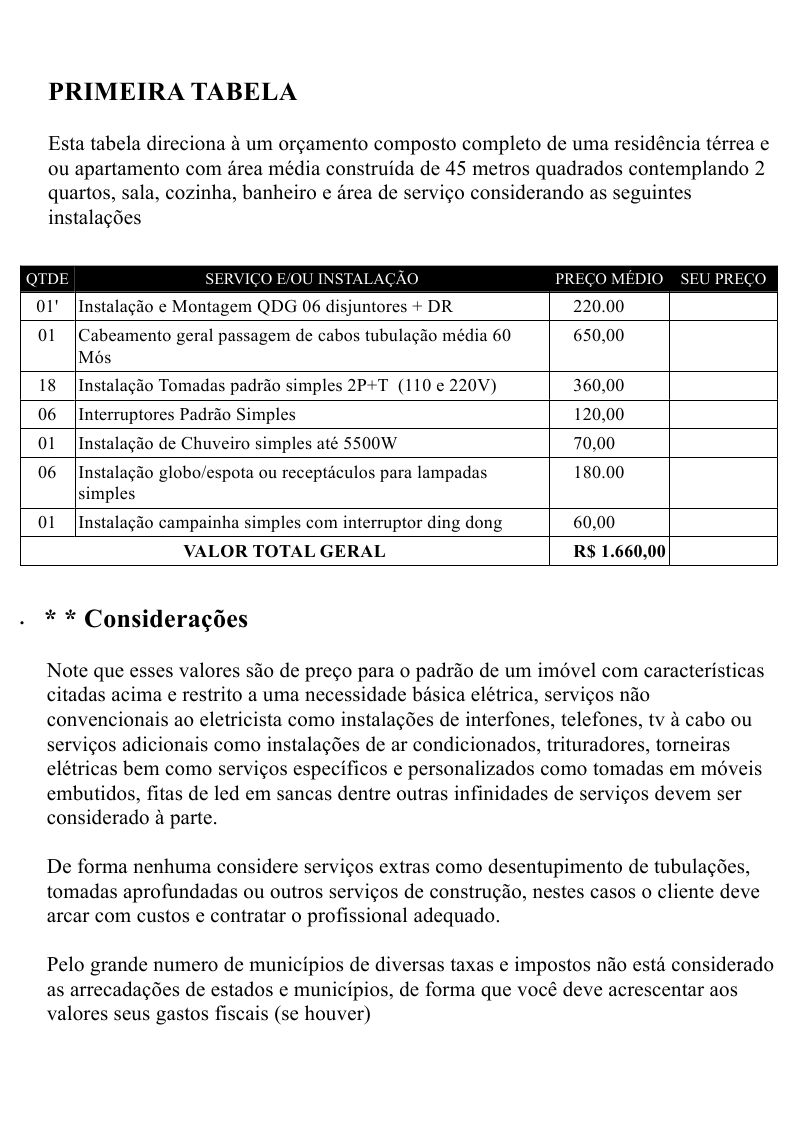 PRIMEIRA TABELA
Esta tabela direciona à um orçamento composto completo de uma residência térrea e
ou apartamento com área média construída de 45 metros quadrados contemplando 2
quartos, sala, cozinha, banheiro e área de serviço considerando as seguintes
instalações
QTDE SERVIÇO E/OU INSTALAÇÃO PREÇO MÉDIO SEU PREÇO
01' Instalação e Montagem QDG 06 disjuntores + DR 220.00
01 Cabeamento geral passagem de cabos tubulação média 60 650,00
Mós
18 Instalação Tomadas padrão simples 2P+T (110 e 220V) 360,00
06 Interruptores Padrão Simples 120,00
01 Instalação de Chuveiro simples até 5500W 70,00
06 Instalação globo/espota ou receptáculos para lampadas 180.00
simples
01 Instalação campainha simples com interruptor ding dong 60,00
VALOR TOTAL GERAL R$ 1.660,00
• * * Considerações
Note que esses valores são de preço para o padrão de um imóvel com características
citadas acima e restrito a uma necessidade básica elétrica, serviços não
convencionais ao eletricista como instalações de interfones, telefones, tv à cabo ou
serviços adicionais como instalações de ar condicionados, trituradores, torneiras
elétricas bem como serviços específicos e personalizados como tomadas em móveis
embutidos, fitas de led em sancas dentre outras infinidades de serviços devem ser
considerado à parte.
De forma nenhuma considere serviços extras como desentupimento de tubulações,
tomadas aprofundadas ou outros serviços de construção, nestes casos o cliente deve
arcar com custos e contratar o profissional adequado.
Pelo grande numero de municípios de diversas taxas e impostos não está considerado
as arrecadações de estados e municípios, de forma que você deve acrescentar aos
valores seus gastos fiscais (se houver)